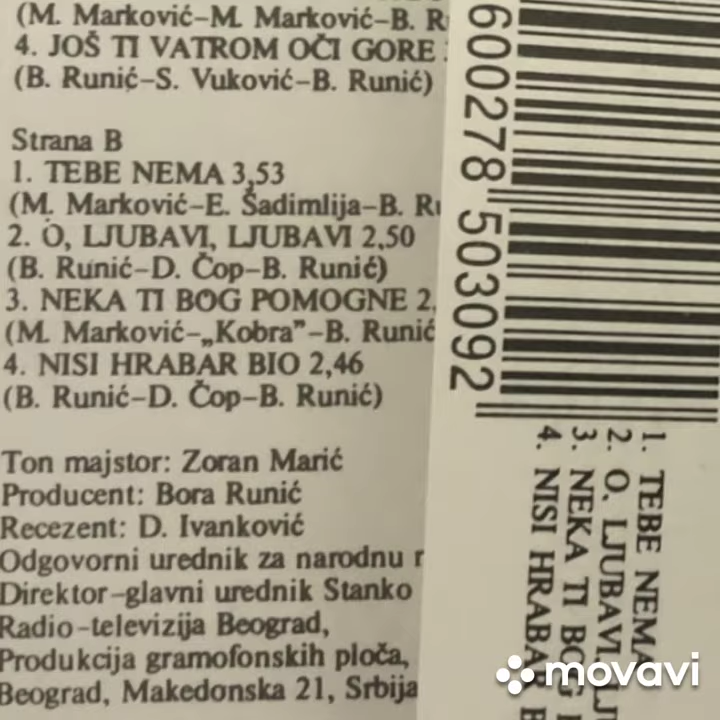 (M. Marković-M. Marković-B.
4. JOŠ TI VATROM OČI GORE
(B. Runić-S. Vuković-B. Runić)
Strana B
1. TEBE NEMA 3,53
(M. Marković-E. Šadimlija-B.
2. O, LJUBAVI, LJUBAVI 2,50
(B. Runić-D. Čop-B. Runić)
3. NEKA TI BOG POMOGNE 2,
(M. Marković-„Kobra”-B. Runić
4. NISI HRABAR BIO 2,46
(B. Runić-D. Čop-B. Runić)
Ton majstor: Zoran Marić
Producent: Bora Runić
Recezent: D. Ivanković
Odgovorni urednik za narodnu
Direktor-glavni urednik Stanko
Radio-televizija Beograd,
Produkcija gramofonskih ploča,
Beograd, Makedonska 21, Srbija
600278 503092
1. TEBE NEMA
2. O, LJUBAVI,
3. NEKA TI BOG
4. NISI HRABAR
movavi